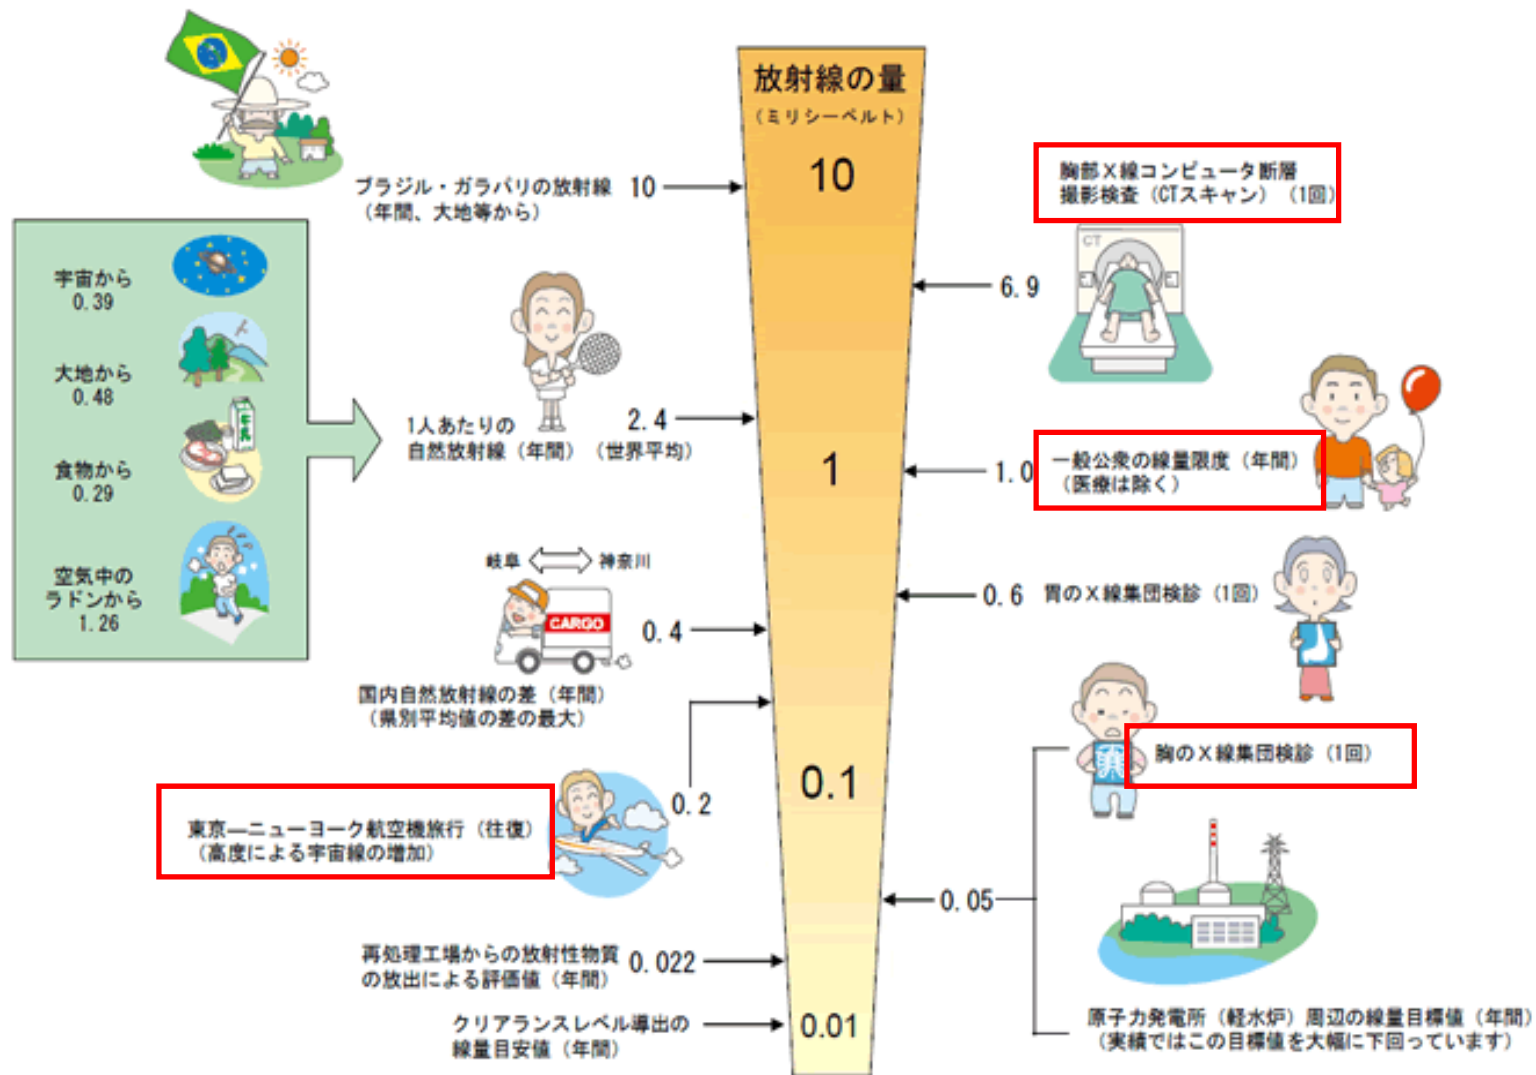 放射線の量
(ミリシーベルト)
10
1
0.1
0.01
ブラジル・ガラパリの放射線 10
(年間、大地等から)
宇宙から
0.39
大地から
0.48
食物から
0.29
空気中の
ラドンから
1.26
牛乳
1人あたりの
自然放射線(年間)(世界平均)
2.4
岐阜
神奈川
CARGO
0.4
国内自然放射線の差(年間)
(県別平均値の差の最大)
0.2
東京―ニューヨーク航空機旅行(往復)
(高度による宇宙線の増加)
再処理工場からの放射性物質
の放出による評価値(年間)
0.022
クリアランスレベル導出の
線量目安値(年間)
胸部X線コンピュータ断層
撮影検査(CTスキャン)(1回)
CT
6.9
1.0
一般公衆の線量限度(年間)
(医療は除く)
0.6 胃のX線集団検診(1回)
胸のX線集団検診(1回)
0.05
原子力発電所(軽水炉)周辺の線量目標値(年間)
(実績ではこの目標値を大幅に下回っています)